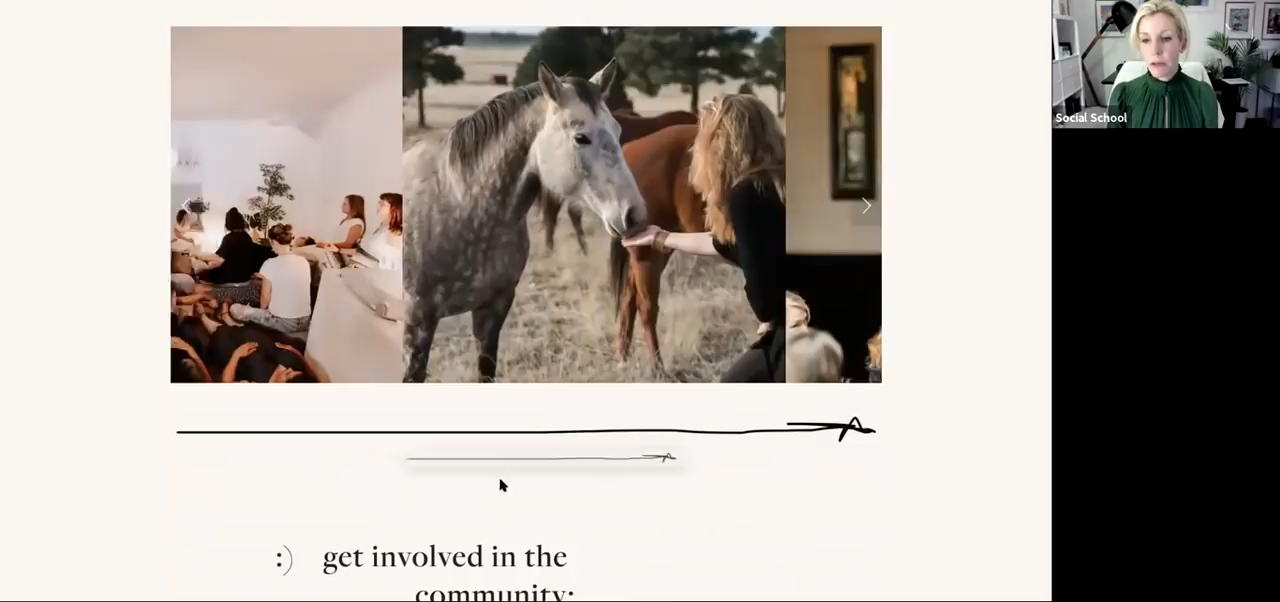 Social School
:) get involved in the
community: